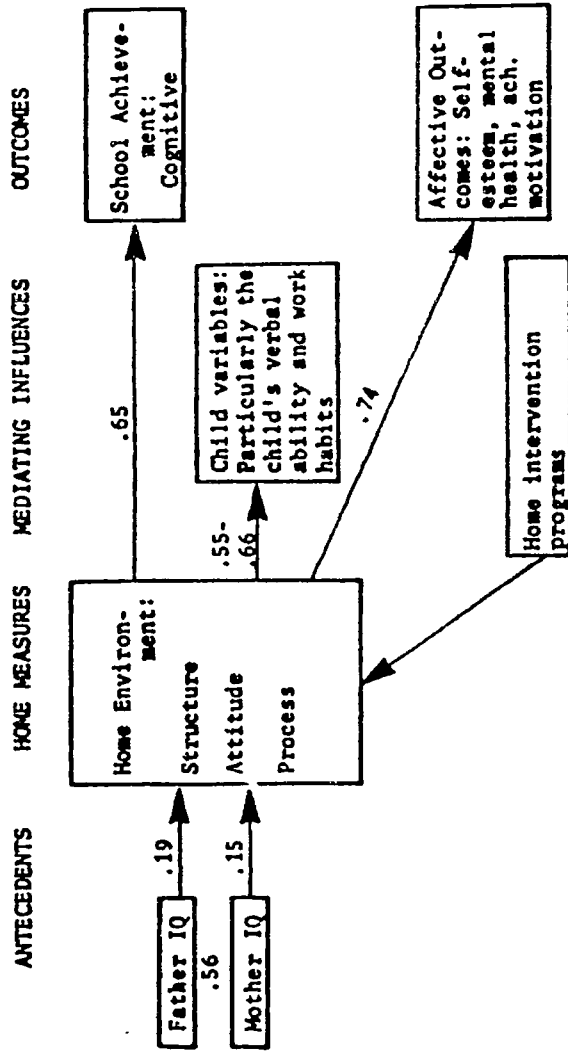 ANTECEDENTS
HOME MEASURES
MEDIATING INFLUENCES
OUTCOMES
Father IQ
.56
Mother IQ
.19
.15
Home Environ-
ment:
Structure
Attitude
Process
.65
.55-
.66
.74
Child variables:
Particularly the
child's verbal
ability and work
habits
Home intervention
programs
School Achieve-
ment:
Cognitive
Affective Out-
comes: Self-
esteem, mental
health, ach.
motivation